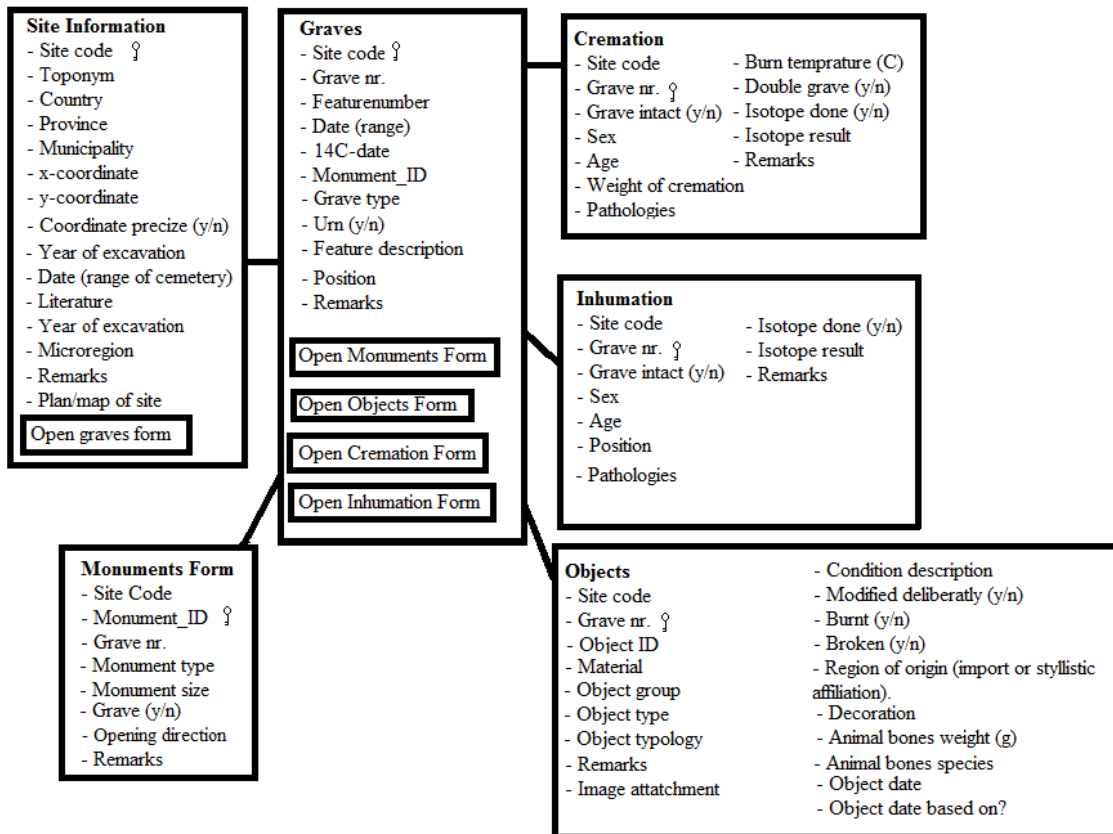 Site Information
- Site code
- Toponym
- Country
- Province
- Municipality
- x-coordinate
- y-coordinate
- Coordinate precize (y/n)
- Year of excavation
- Date (range of cemetery)
- Literature
- Year of excavation
- Microregion
- Remarks
- Plan/map of site
Open graves form
Graves
- Site code
- Grave nr.
- Featurenumber
- Date (range)
- 14C-date
- Monument_ID
- Grave type
- Urn (y/n)
- Feature description
- Position
- Remarks
Open Monuments Form
Open Objects Form
Open Cremation Form
Open Inhumation Form
Cremation
- Site code
- Grave nr.
- Grave intact (y/n)
- Sex
- Age
- Weight of cremation
- Pathologies
- Burn temprature (C)
- Double grave (y/n)
- Isotope done (y/n)
- Isotope result
- Remarks
Inhumation
- Site code
- Grave nr.
- Grave intact (y/n)
- Sex
- Age
- Position
- Pathologies
- Isotope done (y/n)
- Isotope result
- Remarks
Monuments Form
- Site Code
- Monument_ID
- Grave nr.
- Monument type
- Monument size
- Grave (y/n)
- Opening direction
- Remarks
Objects
- Site code
- Grave nr.
- Object ID
- Material
- Object group
- Object type
- Object typology
- Remarks
- Image attatchment
- Condition description
- Modified deliberatly (y/n)
- Burnt (y/n)
- Broken (y/n)
- Region of origin (import or styllistic
affiliation).
- Decoration
- Animal bones weight (g)
- Animal bones species
- Object date
- Object date based on?